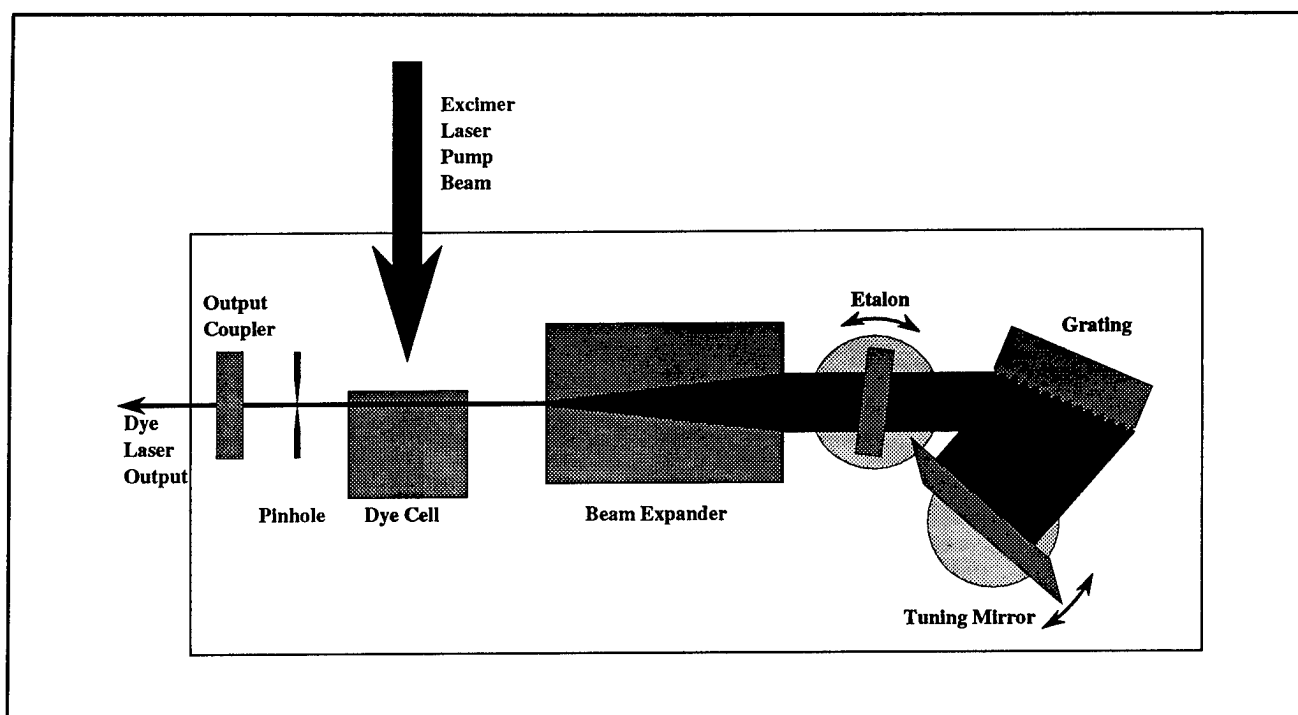 Excimer
Laser
Pump
Beam
Output
Coupler
Etalon
Grating
Dye
Laser
Output
Pinhole
Dye Cell
Beam Expander
Tuning Mirror